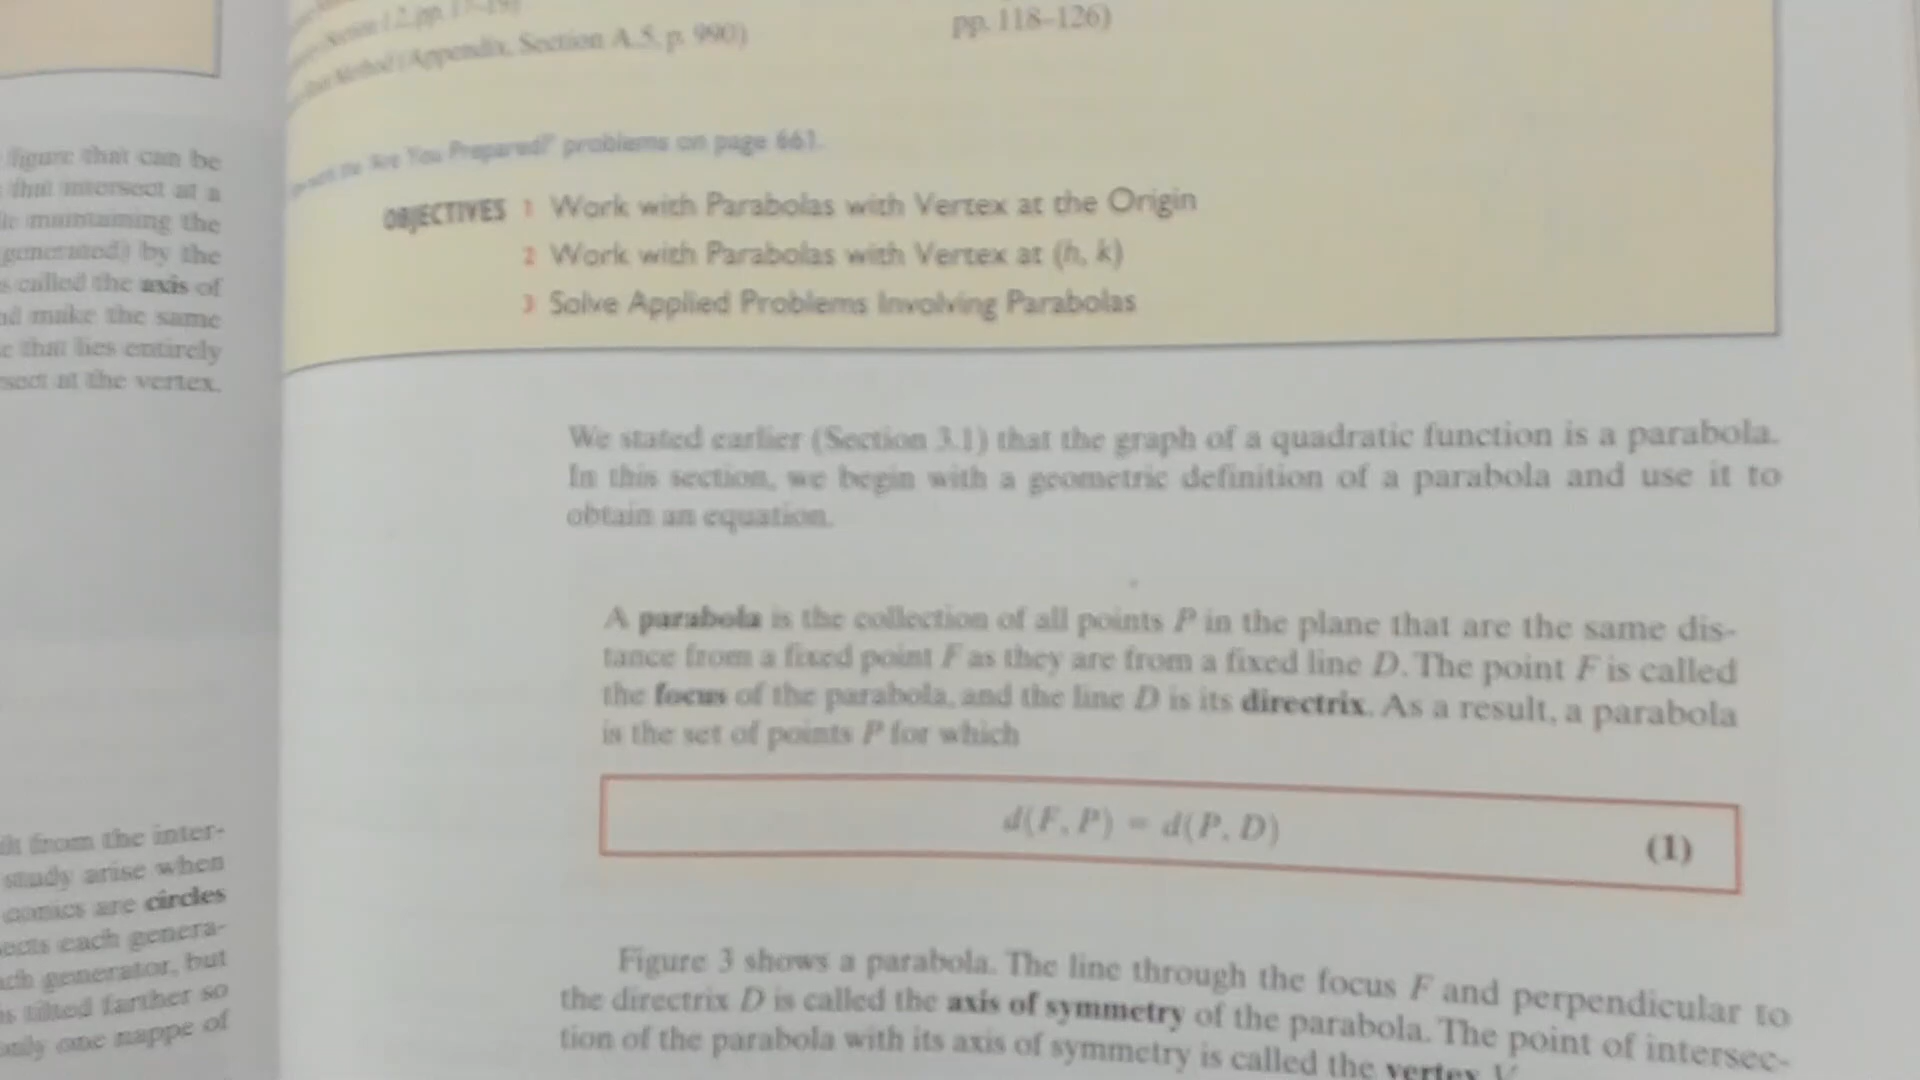 figure that can be
that intersect at a
maintaining the
generated) by the
called the axis of
make the same
that lies entirely
at the vertex.
from the inter-
study arise when
conics are circles
each genera-
generator, but
tilted farther so
only one nappe of
Section 1.2, pp.
Method (Appendix, Section A.5, p. 990)
pp. 118–126)
"Are You Prepared?" problems on page 661.
OBJECTIVES 1 Work with Parabolas with Vertex at the Origin
2 Work with Parabolas with Vertex at (h, k)
3 Solve Applied Problems Involving Parabolas
We stated earlier (Section 3.1) that the graph of a quadratic function is a parabola.
In this section, we begin with a geometric definition of a parabola and use it to
obtain an equation.
A parabola is the collection of all points P in the plane that are the same dis-
tance from a fixed point F as they are from a fixed line D. The point F is called
the focus of the parabola, and the line D is its directrix. As a result, a parabola
is the set of points P for which
d(F, P) = d(P, D)
(1)
Figure 3 shows a parabola. The line through the focus F and perpendicular to
the directrix D is called the axis of symmetry of the parabola. The point of intersec-
tion of the parabola with its axis of symmetry is called the vertex V.